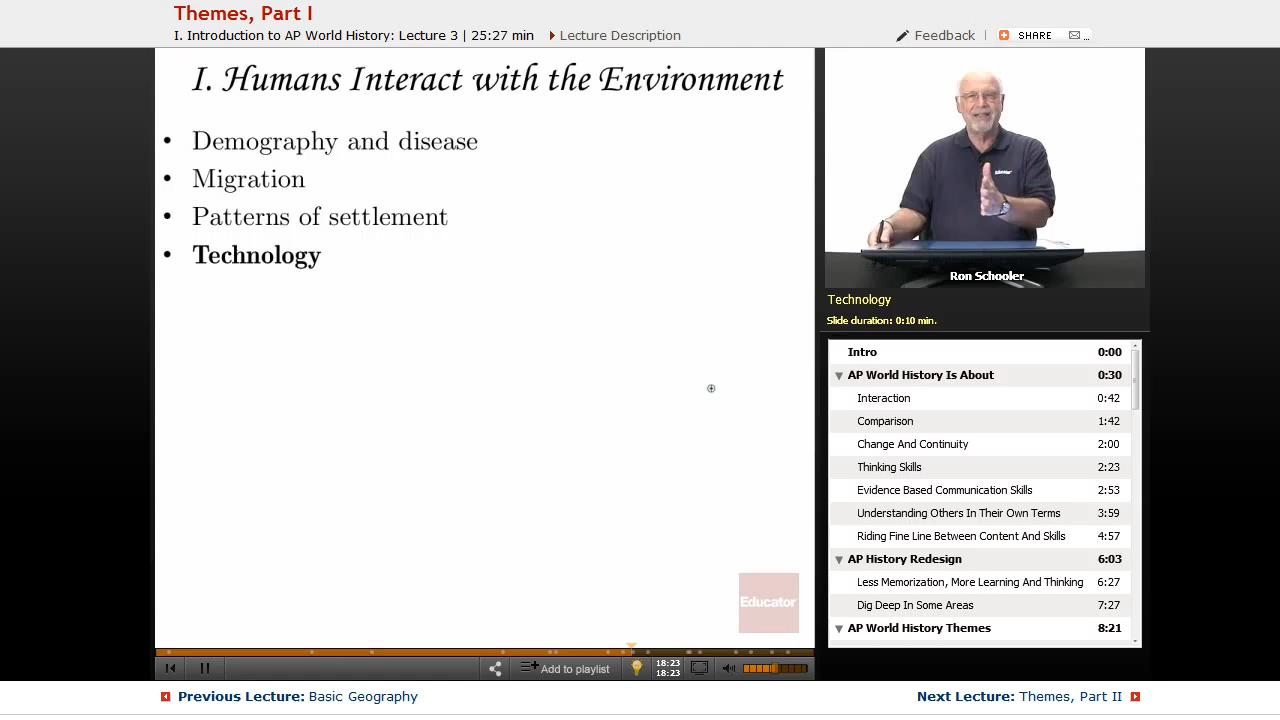 Themes, Part I
I. Introduction to AP World History: Lecture 3 | 25:27 min
Lecture Description
Feedback
SHARE
...
I. Humans Interact with the Environment
• Demography and disease
• Migration
• Patterns of settlement
• Technology
Educator
Ron Schooler
Technology
Slide duration: 0:10 min.
Intro 0:00
AP World History Is About 0:30
Interaction 0:42
Comparison 1:42
Change And Continuity 2:00
Thinking Skills 2:23
Evidence Based Communication Skills 2:53
Understanding Others In Their Own Terms 3:59
Riding Fine Line Between Content And Skills 4:57
AP History Redesign 6:03
Less Memorization, More Learning And Thinking 6:27
Dig Deep In Some Areas 7:27
AP World History Themes 8:21
Add to playlist
18:23
18:23
Previous Lecture: Basic Geography
Next Lecture: Themes, Part II